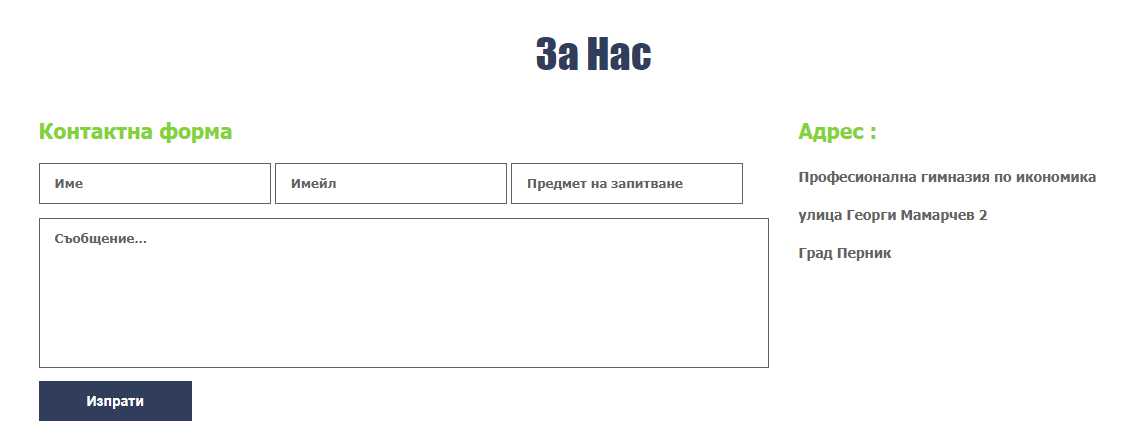 За Нас
Контактна форма
Име
Имейл
Предмет на запитване
Съобщение...
Изпрати
Адрес :
Професионална гимназия по икономика
улица Георги Мамарчев 2
Град Перник